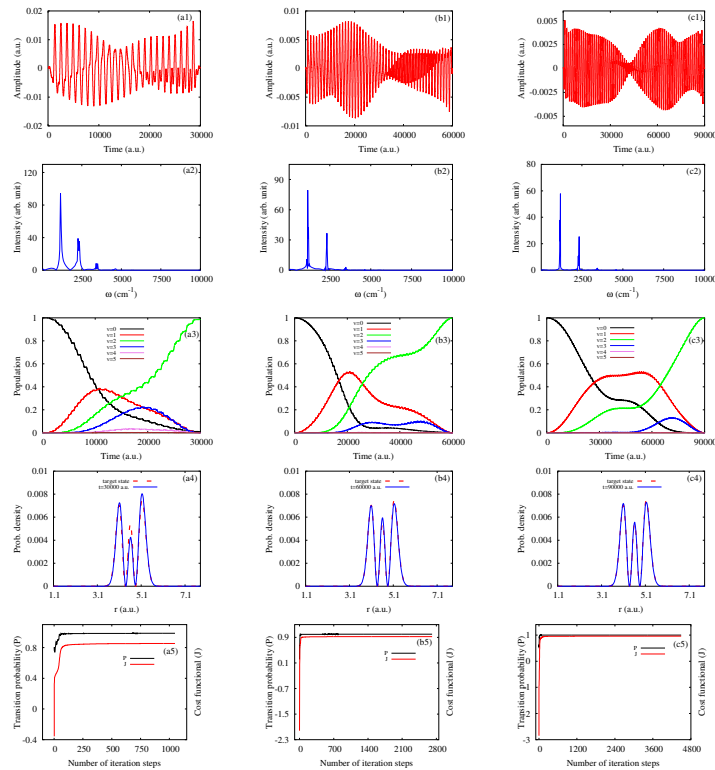 (a1)
Amplitude (a.u.)
0.02
0.01
0
-0.01
-0.02
0 10000 20000 30000
Time (a.u.)
(b1)
Amplitude (a.u.)
0.01
0.005
0
-0.005
-0.01
0 20000 40000 60000
Time (a.u.)
(c1)
Amplitude (a.u.)
0.005
0.0025
0
-0.0025
-0.005
0 30000 60000 90000
Time (a.u.)
(a2)
Intensity (arb. unit)
120
80
40
0
2500 5000 7500 10000
ω (cm⁻¹)
(b2)
Intensity (arb. unit)
120
90
60
30
0
2500 5000 7500 10000
ω (cm⁻¹)
(c2)
Intensity (arb. unit)
80
60
40
20
0
2500 5000 7500 10000
ω (cm⁻¹)
(a3)
Population
1
0.8
0.6
0.4
0.2
0
v=0
v=1
v=2
v=3
v=4
v=5
0 10000 20000 30000
Time (a.u.)
(b3)
Population
1
0.8
0.6
0.4
0.2
0
v=0
v=1
v=2
v=3
v=4
v=5
0 20000 40000 60000
Time (a.u.)
(c3)
Population
1
0.8
0.6
0.4
0.2
0
v=0
v=1
v=2
v=3
v=4
v=5
0 30000 60000 90000
Time (a.u.)
(a4)
Prob. density
0.01
0.008
0.006
0.004
0.002
0
target state
t=30000 a.u.
1.1 3.1 5.1 7.1
r (a.u.)
(b4)
Prob. density
0.01
0.008
0.006
0.004
0.002
0
target state
t=60000 a.u.
1.1 3.1 5.1 7.1
r (a.u.)
(c4)
Prob. density
0.01
0.008
0.006
0.004
0.002
0
target state
t=90000 a.u.
1.1 3.1 5.1 7.1
r (a.u.)
(a5)
Transition probability (P)
Cost functional (J)
0.8
0.4
0
-0.4
P
J
0 500 1000
Number of iteration steps
(b5)
Transition probability (P)
Cost functional (J)
0.9
0.1
-0.7
-1.5
-2.3
P
J
0 700 1400 2100 2800
Number of iteration steps
(c5)
Transition probability (P)
Cost functional (J)
1
0
-1
-2
-3
P
J
0 1200 2400 3600 4800
Number of iteration steps